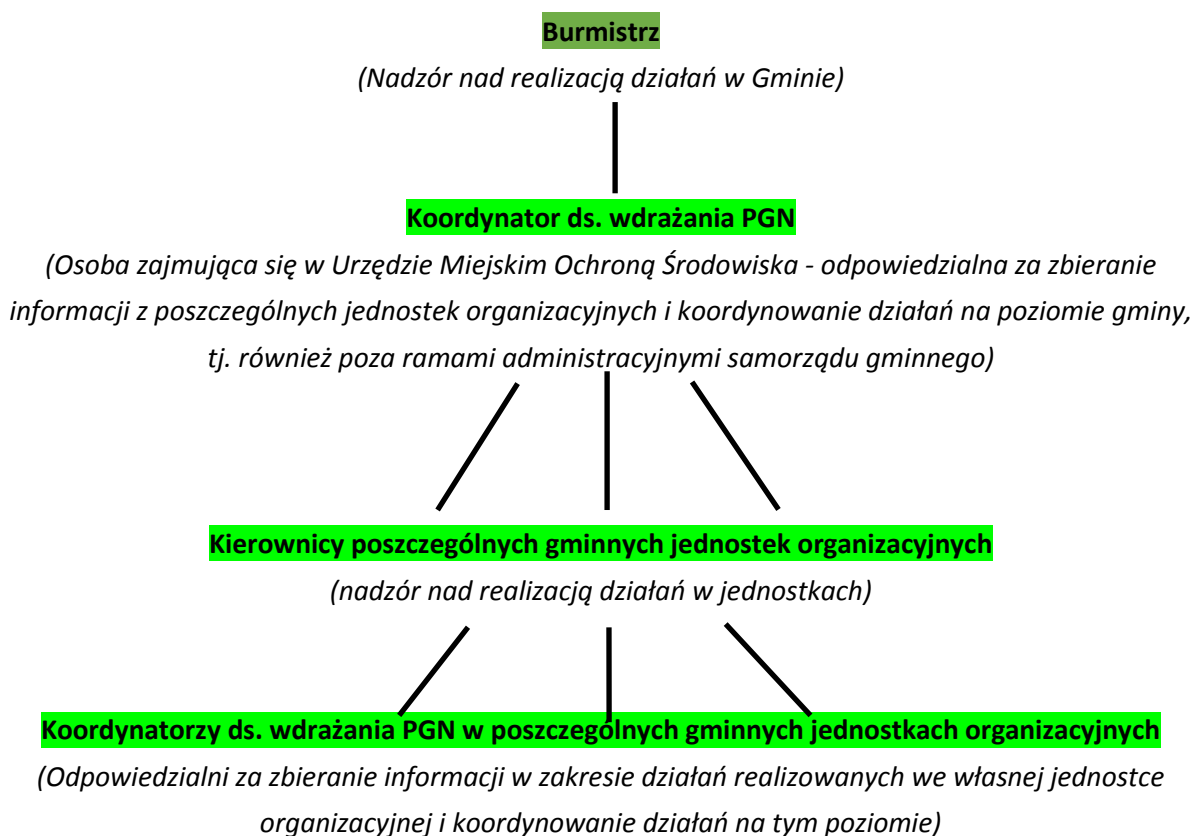 Burmistrz
(Nadzór nad realizacją działań w Gminie)
Koordynator ds. wdrażania PGN
(Osoba zajmująca się w Urzędzie Miejskim Ochroną Środowiska - odpowiedzialna za zbieranie
informacji z poszczególnych jednostek organizacyjnych i koordynowanie działań na poziomie gminy,
tj. również poza ramami administracyjnymi samorządu gminnego)
Kierownicy poszczególnych gminnych jednostek organizacyjnych
(nadzór nad realizacją działań w jednostkach)
Koordynatorzy ds. wdrażania PGN w poszczególnych gminnych jednostkach organizacyjnych
(Odpowiedzialni za zbieranie informacji w zakresie działań realizowanych we własnej jednostce
organizacyjnej i koordynowanie działań na tym poziomie)